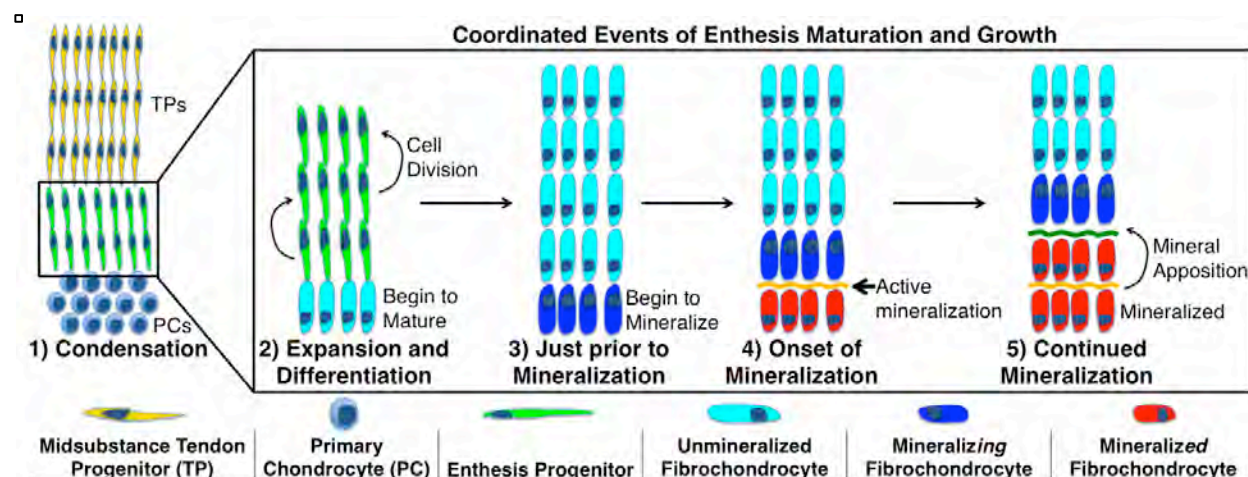 Coordinated Events of Enthesis Maturation and Growth
TPs
PCs
1) Condensation
Cell
Division
Begin to
Mature
2) Expansion and
Differentiation
Begin to
Mineralize
3) Just prior to
Mineralization
Active
mineralization
4) Onset of
Mineralization
Mineral
Apposition
Mineralized
5) Continued
Mineralization
Midsubstance Tendon
Progenitor (TP)
Primary
Chondrocyte (PC)
Enthesis Progenitor
Unmineralized
Fibrochondrocyte
Mineralizing
Fibrochondrocyte
Mineralized
Fibrochondrocyte